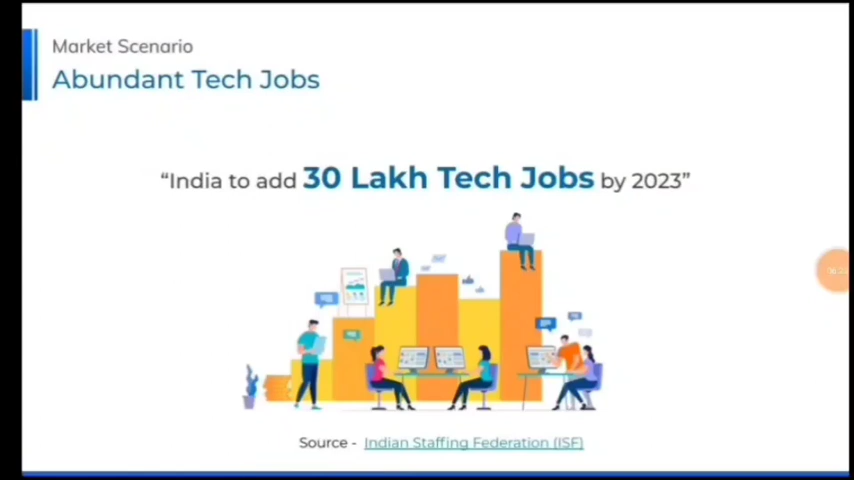 Market Scenario
Abundant Tech Jobs
“India to add 30 Lakh Tech Jobs by 2023”
Source - Indian Staffing Federation (ISF)